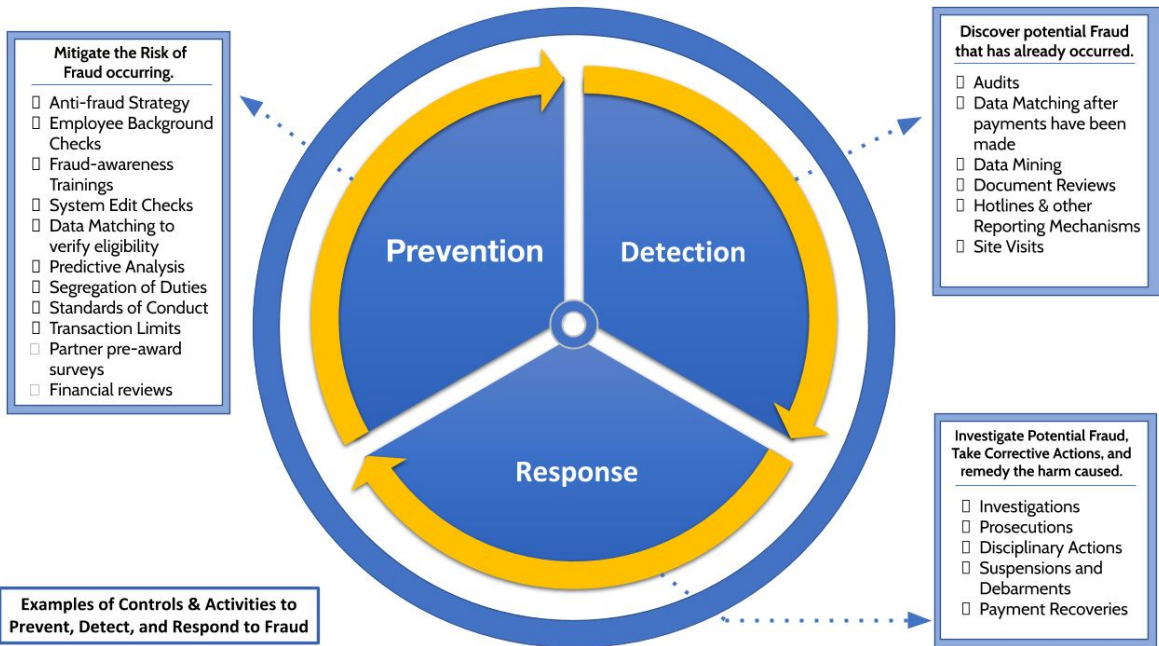 Mitigate the Risk of
Fraud occurring.
Anti-fraud Strategy
Employee Background
Checks
Fraud-awareness
Trainings
System Edit Checks
Data Matching to
verify eligibility
Predictive Analysis
Segregation of Duties
Standards of Conduct
Transaction Limits
Partner pre-award
surveys
Financial reviews
Prevention
Detection
Response
Discover potential Fraud
that has already occurred.
Audits
Data Matching after
payments have been
made
Data Mining
Document Reviews
Hotlines & other
Reporting Mechanisms
Site Visits
Investigate Potential Fraud,
Take Corrective Actions, and
remedy the harm caused.
Investigations
Prosecutions
Disciplinary Actions
Suspensions and
Debarments
Payment Recoveries
Examples of Controls & Activities to
Prevent, Detect, and Respond to Fraud